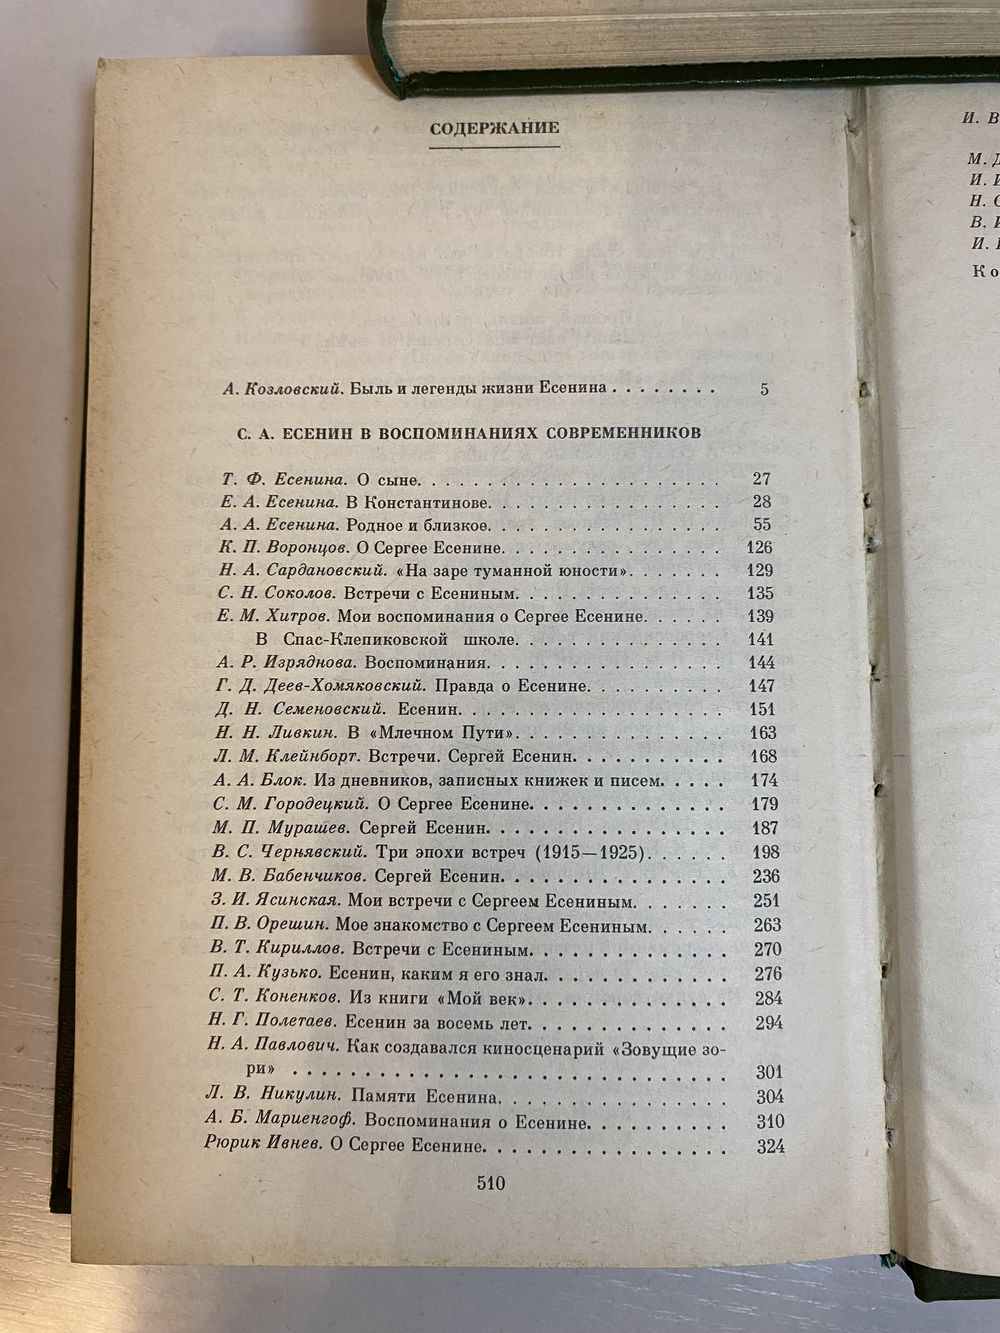 СОДЕРЖАНИЕ
А. Козловский. Быль и легенды жизни Есенина . . . . . . . . 5
С. А. ЕСЕНИН В ВОСПОМИНАНИЯХ СОВРЕМЕННИКОВ
Т. Ф. Есенина. О сыне. . . . . . . . . . . . . . . . . . . . 27
Е. А. Есенина. В Константинове. . . . . . . . . . . . . . . 28
А. А. Есенина. Родное и близкое. . . . . . . . . . . . . . . 55
К. П. Воронцов. О Сергее Есенине. . . . . . . . . . . . . . 126
Н. А. Сардановский. «На заре туманной юности». . . . . . . 129
С. Н. Соколов. Встречи с Есениным. . . . . . . . . . . . . 135
Е. М. Хитров. Мои воспоминания о Сергее Есенине. . . . . . 139
В Спас-Клепиковской школе. . . . . . . . . . . . . 141
А. Р. Изряднова. Воспоминания. . . . . . . . . . . . . . . 144
Г. Д. Деев-Хомяковский. Правда о Есенине. . . . . . . . . 147
Д. Н. Семеновский. Есенин. . . . . . . . . . . . . . . . . 151
Н. Н. Ливкин. В «Млечном Пути». . . . . . . . . . . . . . 163
Л. М. Клейнборт. Встречи. Сергей Есенин. . . . . . . . . . 168
А. А. Блок. Из дневников, записных книжек и писем. . . . . 174
С. М. Городецкий. О Сергее Есенине. . . . . . . . . . . . 179
М. П. Мурашев. Сергей Есенин. . . . . . . . . . . . . . . 187
В. С. Чернявский. Три эпохи встреч (1915—1925). . . . . . 198
М. В. Бабенчиков. Сергей Есенин. . . . . . . . . . . . . . 236
З. И. Ясинская. Мои встречи с Сергеем Есениным. . . . . . . 251
П. В. Орешин. Мое знакомство с Сергеем Есениным. . . . . . 263
В. Т. Кириллов. Встречи с Есениным. . . . . . . . . . . . 270
П. А. Кузько. Есенин, каким я его знал. . . . . . . . . . . 276
С. Т. Коненков. Из книги «Мой век». . . . . . . . . . . . 284
Н. Г. Полетаев. Есенин за восемь лет. . . . . . . . . . . . 294
Н. А. Павлович. Как создавался киносценарий «Зовущие зо-
ри» . . . . . . . . . . . . . . . . . . . . . . . . . . 301
Л. В. Никулин. Памяти Есенина. . . . . . . . . . . . . . 304
А. Б. Мариенгоф. Воспоминания о Есенине. . . . . . . . . 310
Рюрик Ивнев. О Сергее Есенине. . . . . . . . . . . . . . . 324
510
И. В
М. Д
И. И
Н. С
В. И
И.
Ко